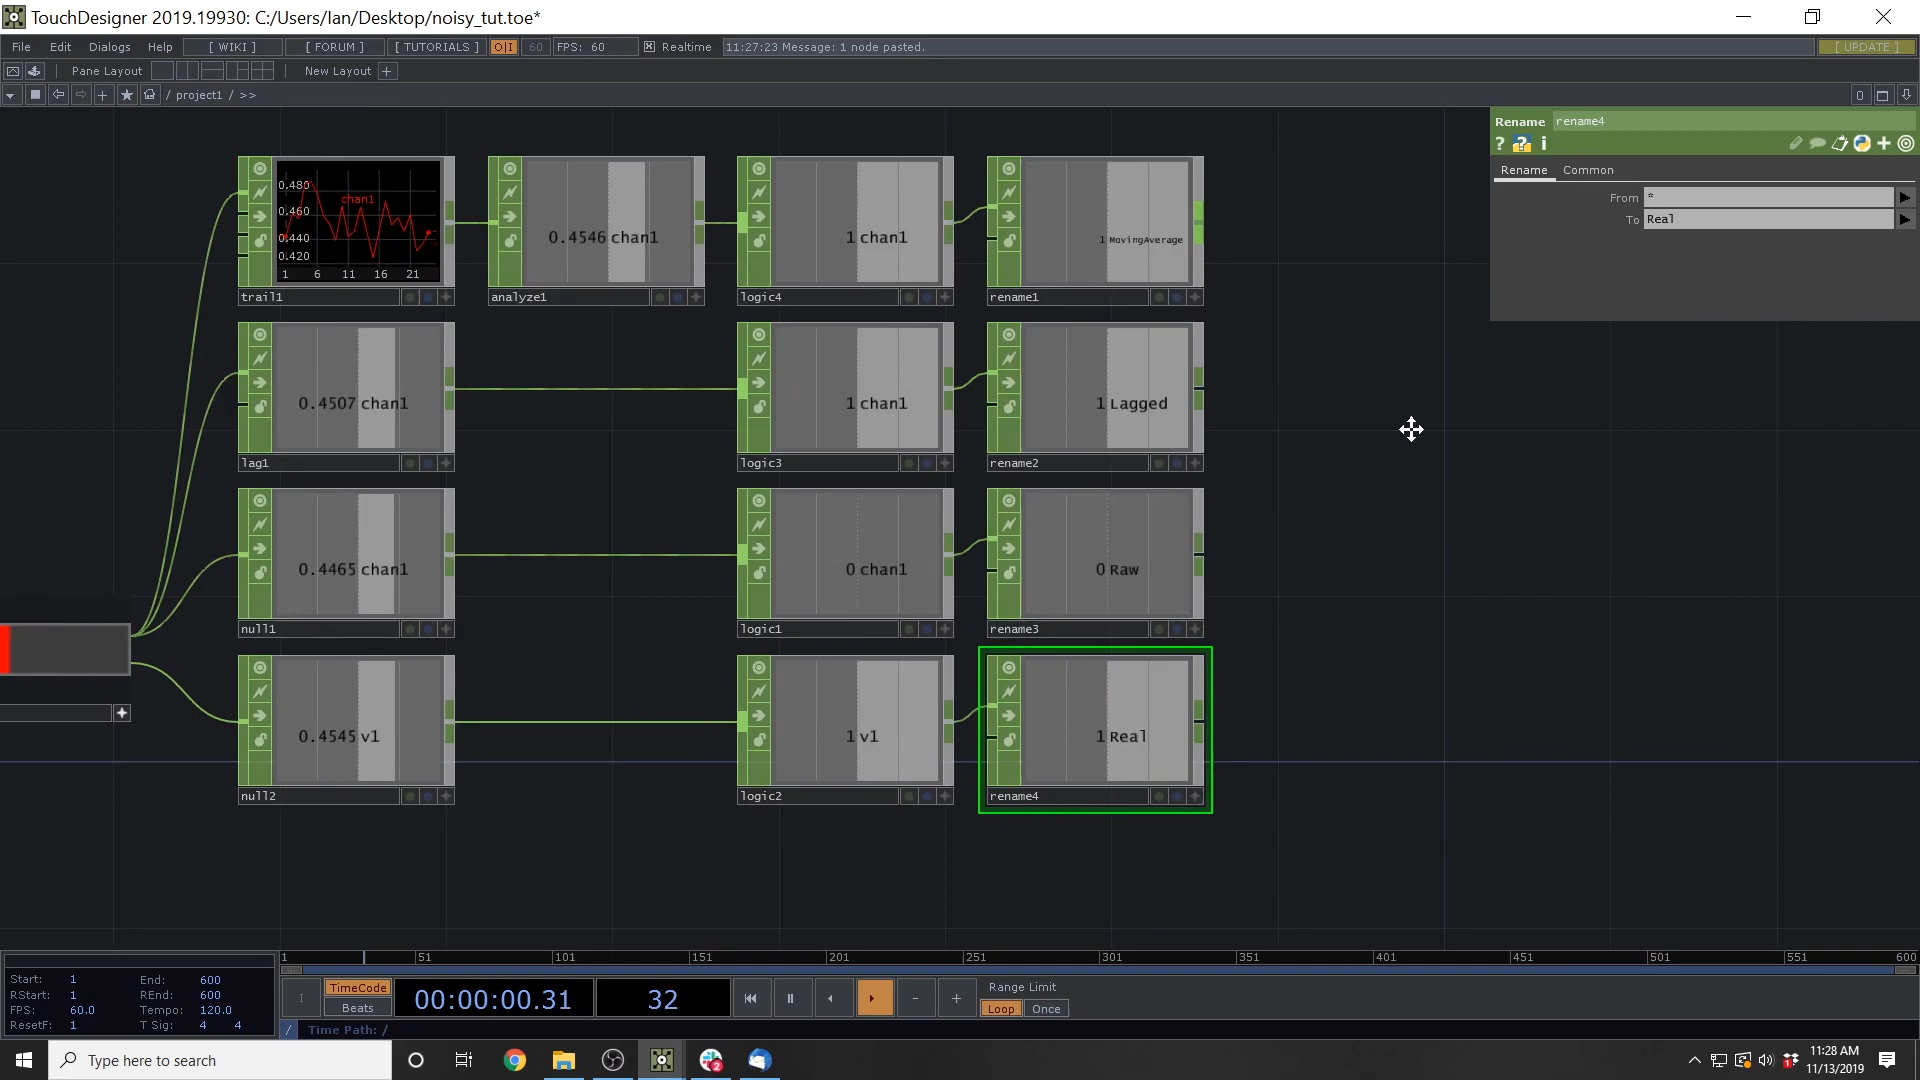 TouchDesigner 2019.19930: C:/Users/Ian/Desktop/noisy_tut.toe*
File Edit Dialogs Help [ WIKI ] [ FORUM ] [ TUTORIALS ] O|I 60 FPS: 60 Realtime 11:27:23 Message: 1 node pasted. [ UPDATE ]
Pane Layout New Layout +
/ project1 / >> 0
Rename rename4
? ? i
Rename Common
From *
To Real
0.480
0.460
0.440
0.420
chan1
1 6 11 16 21
trail1
0.4546 chan1
analyze1
1 chan1
logic4
1 MovingAverage
rename1
0.4507 chan1
lag1
1 chan1
logic3
1 Lagged
rename2
0.4465 chan1
null1
0 chan1
logic1
0 Raw
rename3
0.4545 v1
null2
1 v1
logic2
1 Real
rename4
1 51 101 151 201 251 301 351 401 451 501 551 600
Start: 1 End: 600
RStart: 1 REnd: 600
FPS: 60.0 Tempo: 120.0
ResetF: 1 T Sig: 4 4
I TimeCode
Beats
00:00:00.31 32
- +
Range Limit
Loop Once
/ Time Path: /
Type here to search
2
1
11:28 AM
11/13/2019